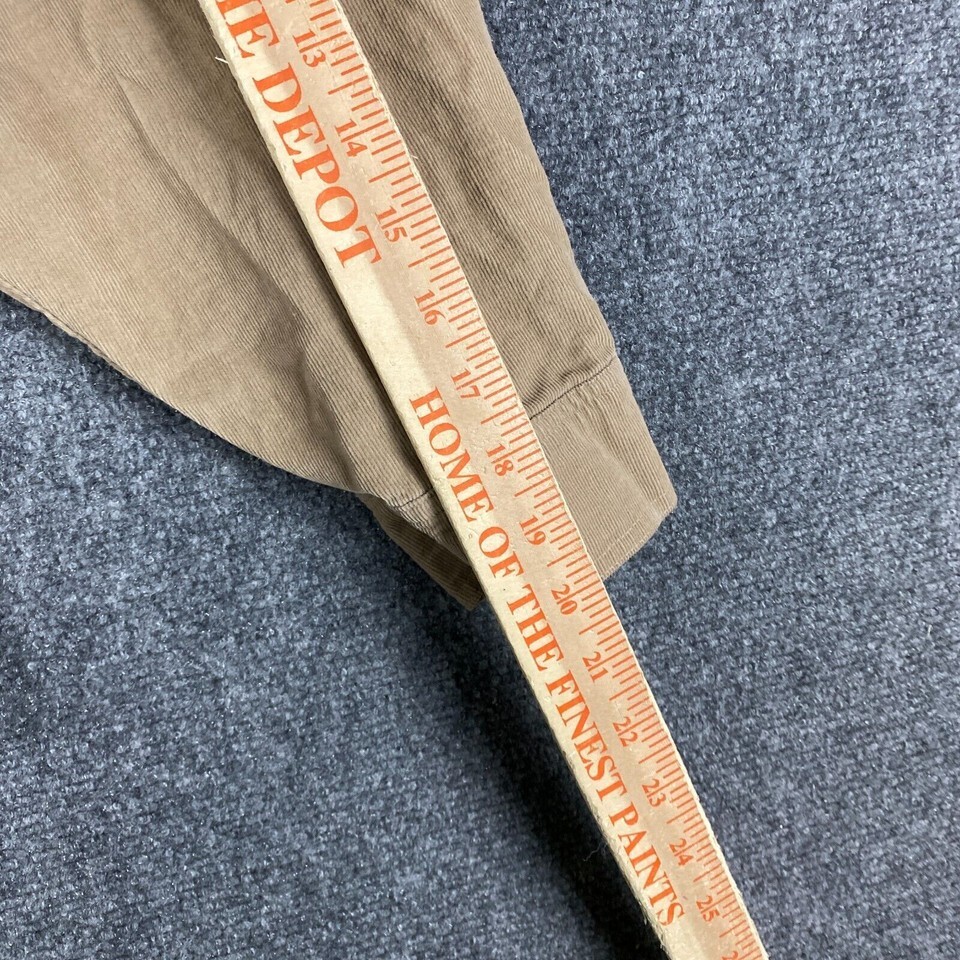 HE DEPOT
HOME OF THE FINEST PAINTS
13 14 15 16 17 18 19 20 21 22 23 24 25